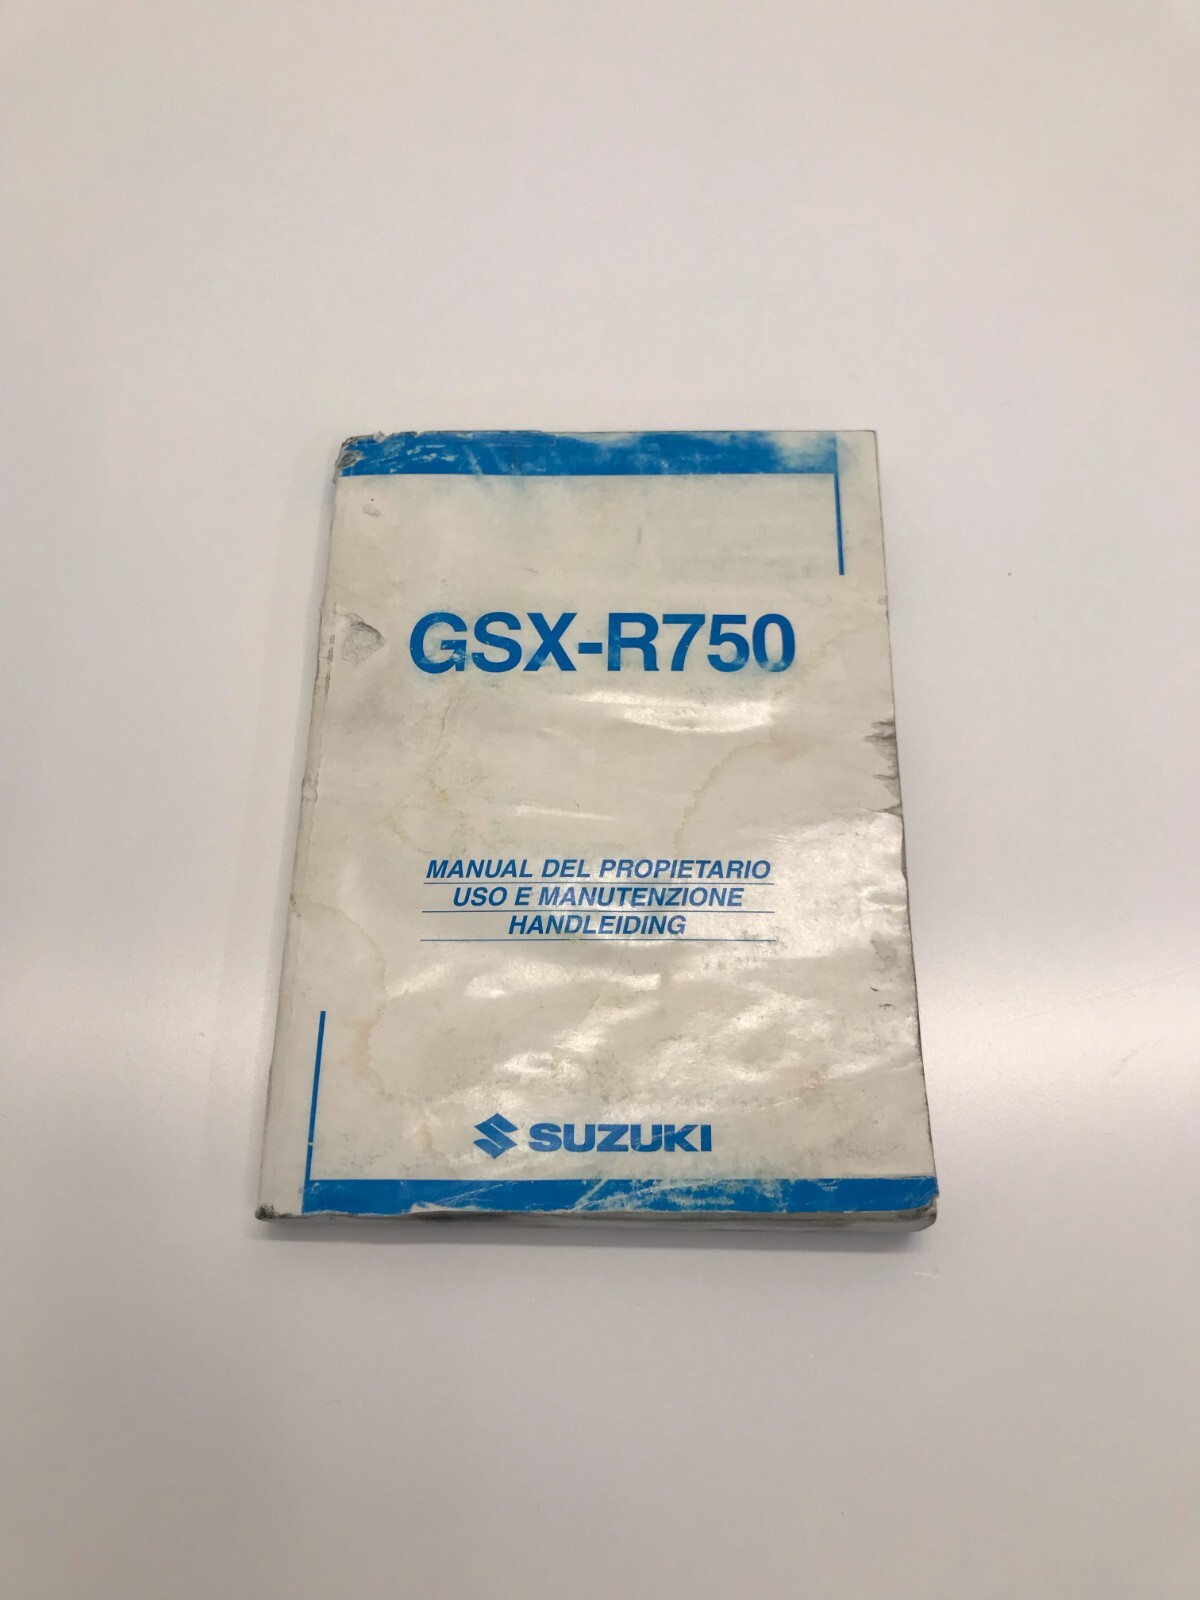 GSX-R750
MANUAL DEL PROPIETARIO
USO E MANUTENZIONE
HANDLEIDING
SUZUKI